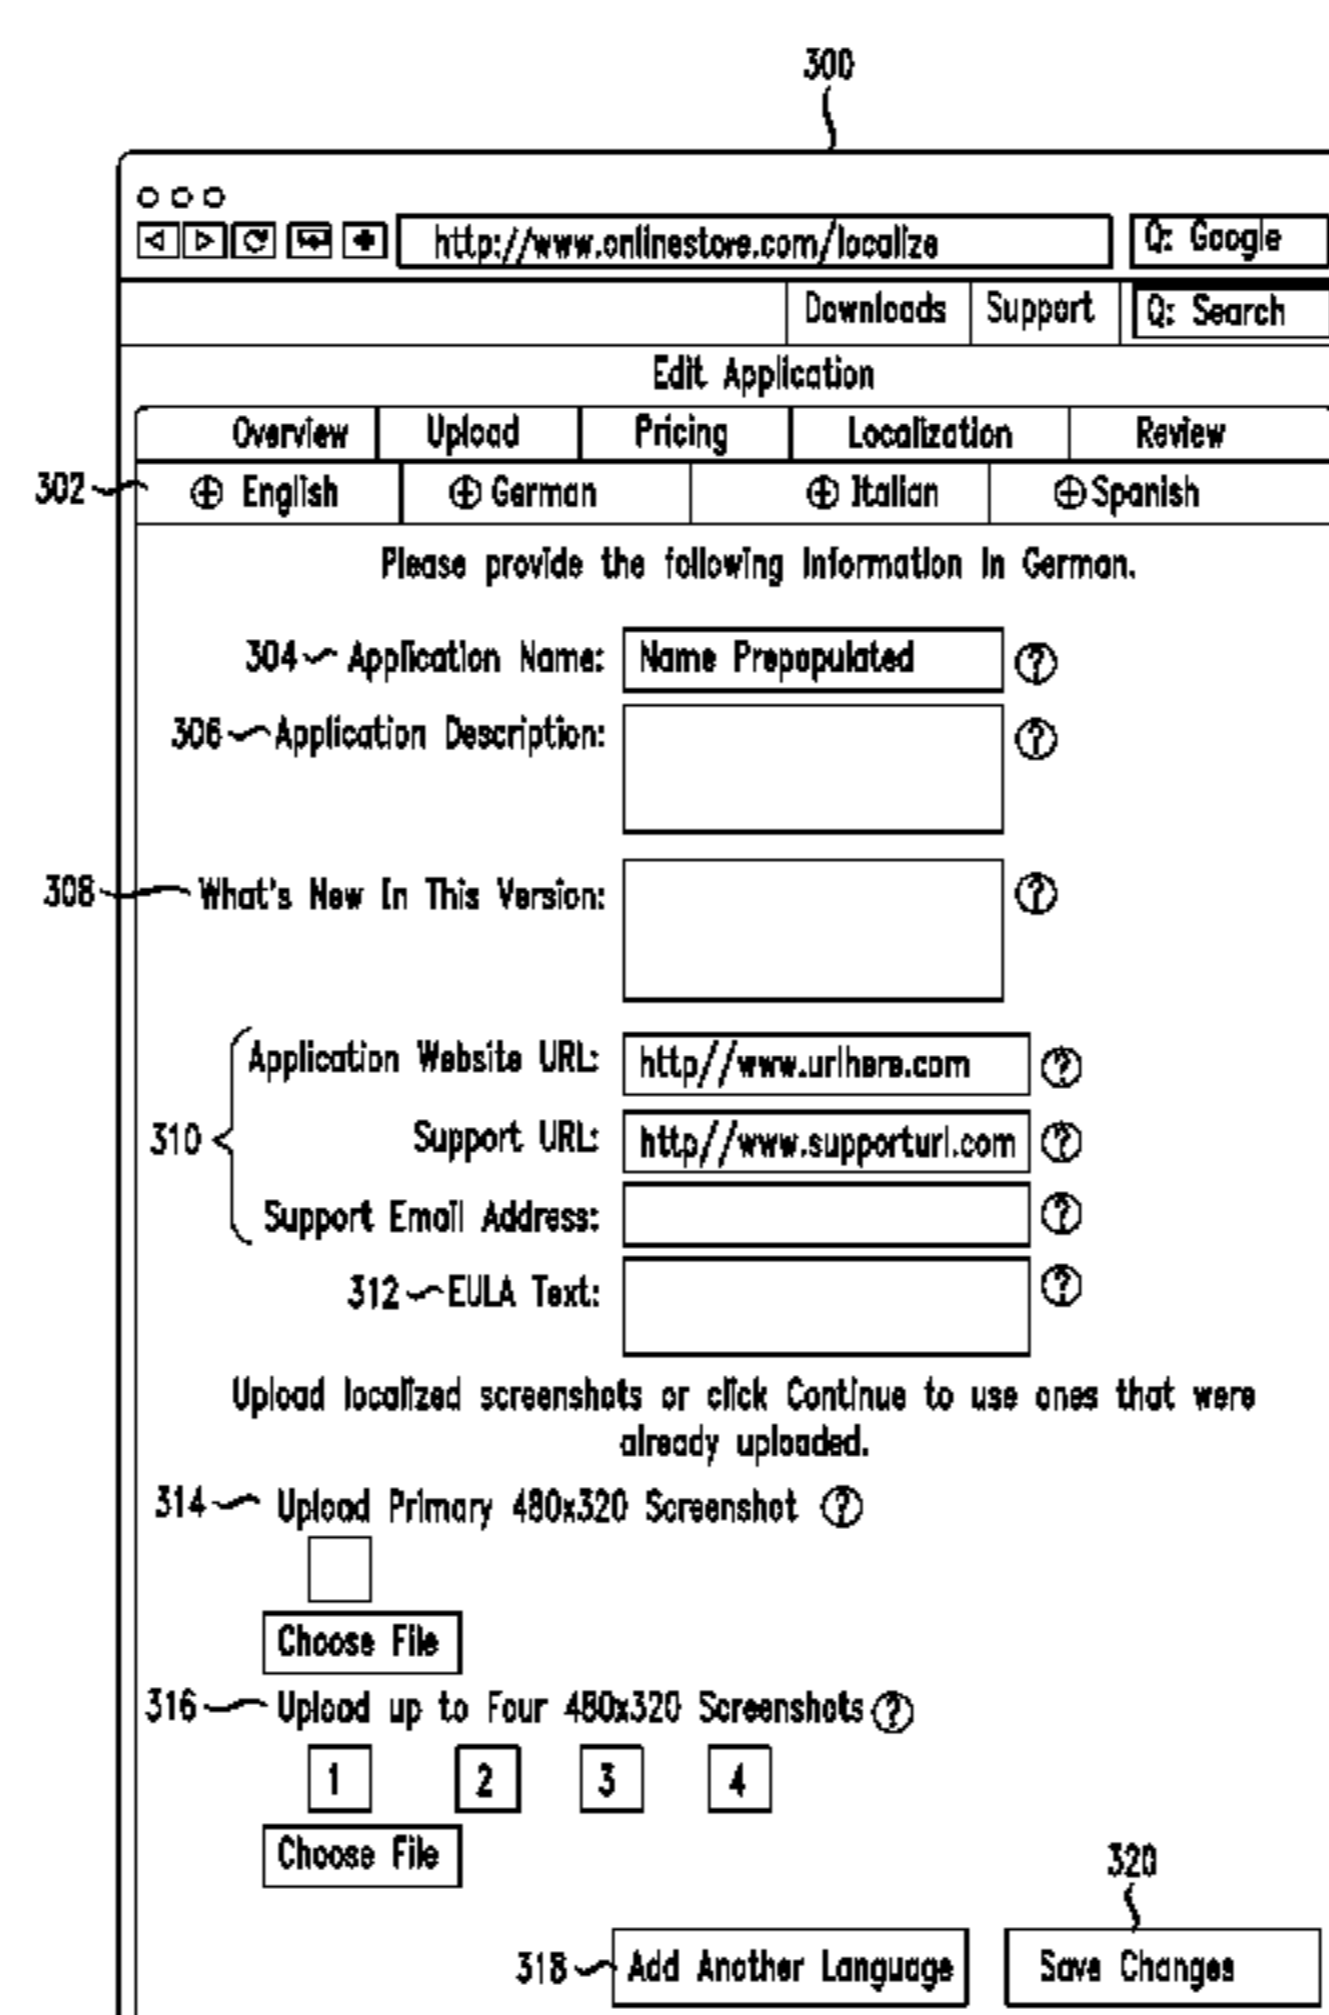 300
http://www.onlinestore.com/localize Q: Google
Downloads Support Q: Search
Edit Application
Overview Upload Pricing Localization Review
302 English German Italian Spanish
Please provide the following Information In German.
304 Application Name: Name Prepopulated ?
306 Application Description: ?
308 What's New In This Version: ?
Application Website URL: http//www.urlhere.com ?
310 Support URL: http//www.supporturl.com ?
Support Email Address: ?
312 EULA Text: ?
Upload localized screenshots or click Continue to use ones that were
already uploaded.
314 Upload Primary 480x320 Screenshot ?
Choose File
316 Upload up to Four 480x320 Screenshots ?
1 2 3 4
Choose File
320
318 Add Another Language Save Changes